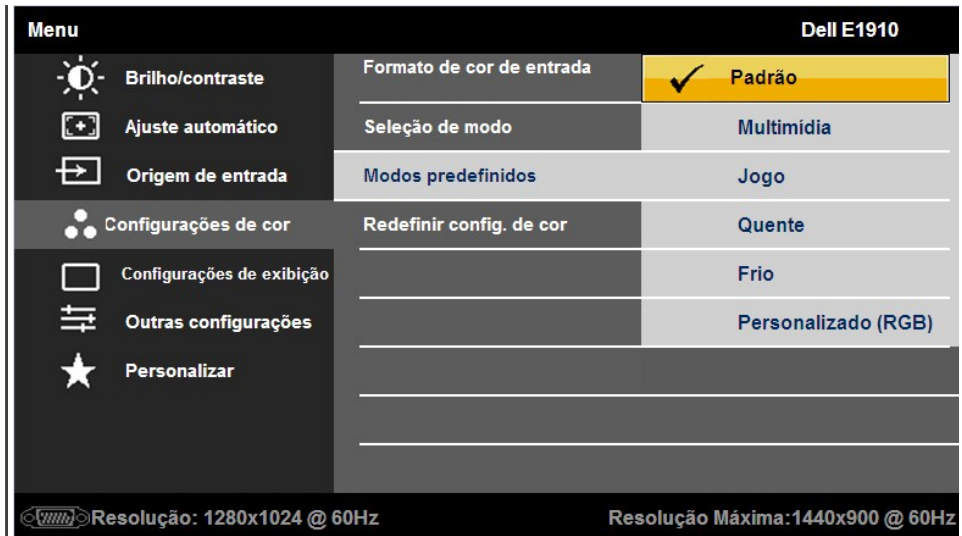 Menu Dell E1910
Brilho/contraste Formato de cor de entrada Padrão
Ajuste automático Seleção de modo Multimídia
Origem de entrada Modos predefinidos Jogo
Configurações de cor Redefinir config. de cor Quente
Configurações de exibição Frio
Outras configurações Personalizado (RGB)
Personalizar
Resolução: 1280x1024 @ 60Hz Resolução Máxima:1440x900 @ 60Hz